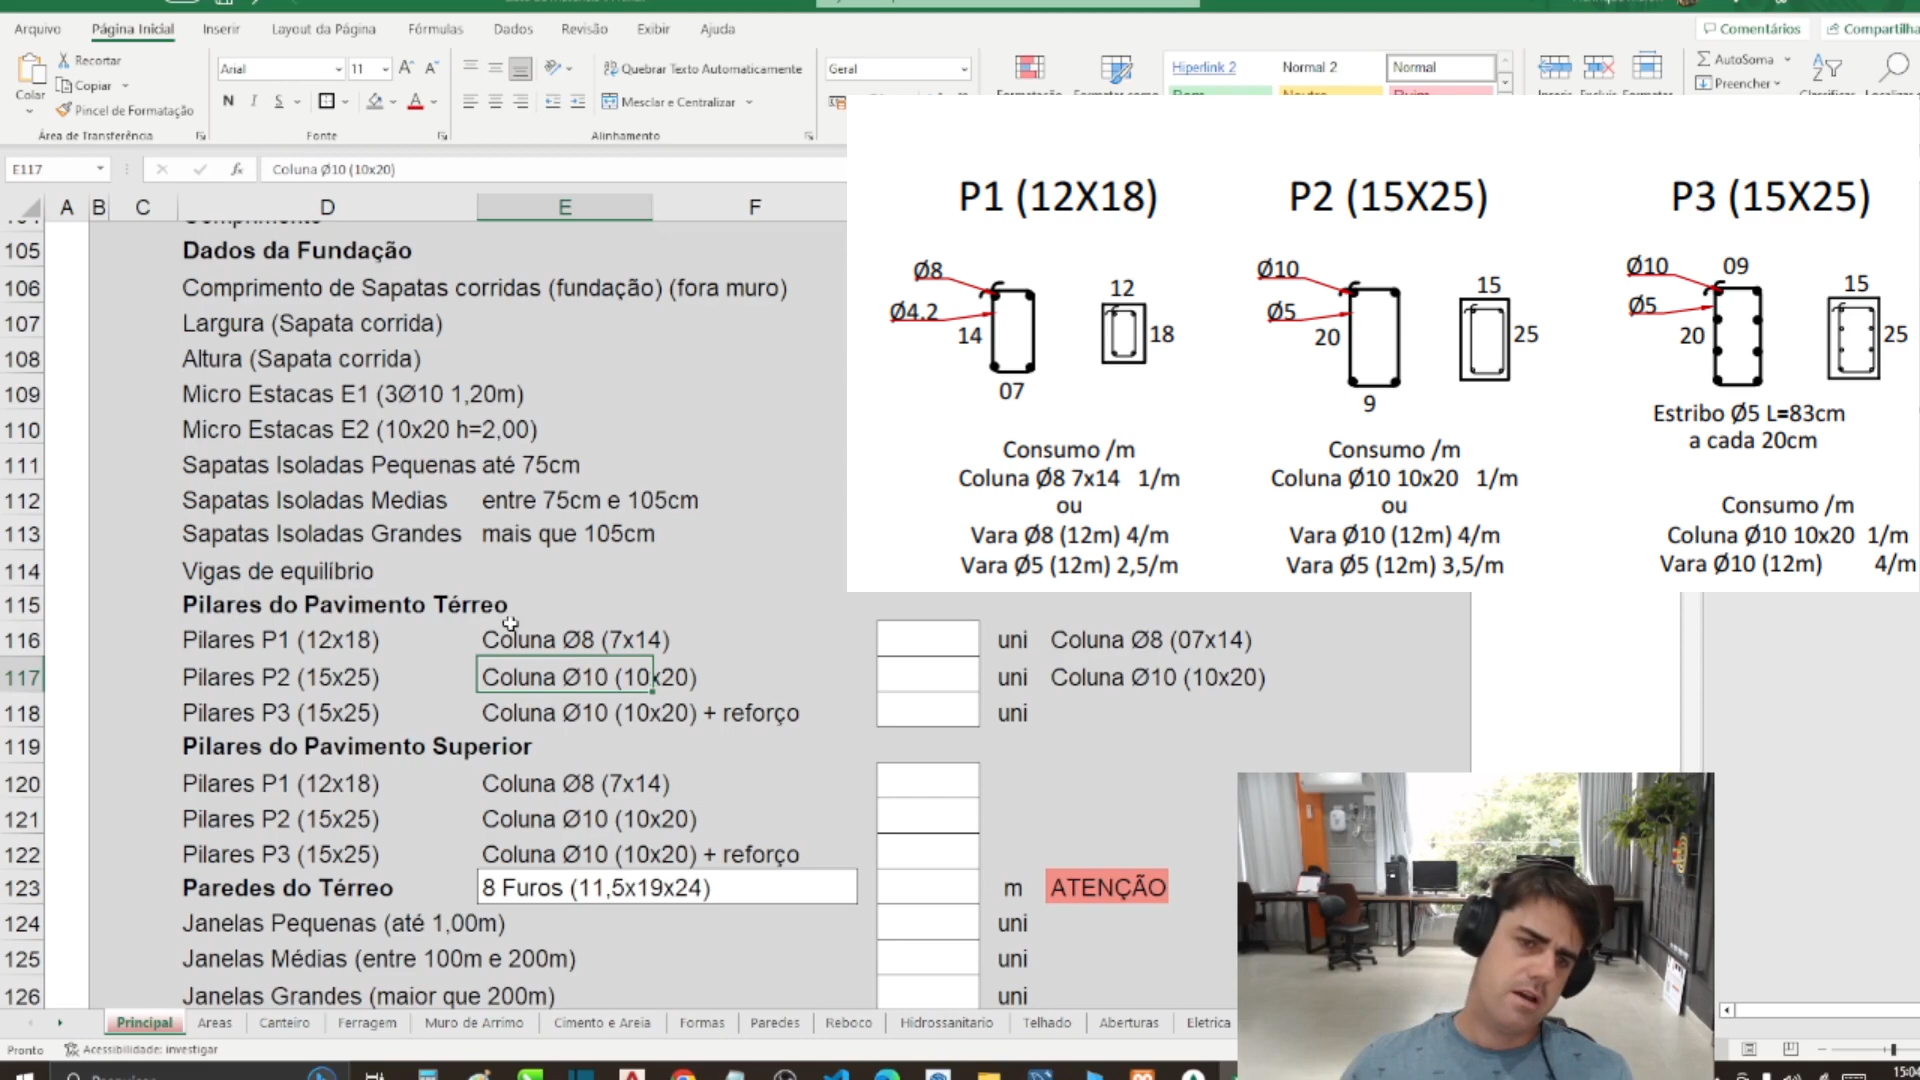 Arquivo Página Inicial Inserir Layout da Página Fórmulas Dados Revisão Exibir Ajuda Comentários Compartilha
Recortar
Copiar
Pincel de Formatação
Colar
Área de Transferência
Arial 11
N I S
Fonte
Quebrar Texto Automaticamente
Mesclar e Centralizar
Alinhamento
Geral
Hiperlink 2 Normal 2 Normal
AutoSoma
Preencher
E117 fx Coluna Ø10 (10x20)
A B C D E F
105 Dados da Fundação
106 Comprimento de Sapatas corridas (fundação) (fora muro)
107 Largura (Sapata corrida)
108 Altura (Sapata corrida)
109 Micro Estacas E1 (3Ø10 1,20m)
110 Micro Estacas E2 (10x20 h=2,00)
111 Sapatas Isoladas Pequenas até 75cm
112 Sapatas Isoladas Medias entre 75cm e 105cm
113 Sapatas Isoladas Grandes mais que 105cm
114 Vigas de equilíbrio
115 Pilares do Pavimento Térreo
116 Pilares P1 (12x18) Coluna Ø8 (7x14) uni Coluna Ø8 (07x14)
117 Pilares P2 (15x25) Coluna Ø10 (10x20) uni Coluna Ø10 (10x20)
118 Pilares P3 (15x25) Coluna Ø10 (10x20) + reforço uni
119 Pilares do Pavimento Superior
120 Pilares P1 (12x18) Coluna Ø8 (7x14)
121 Pilares P2 (15x25) Coluna Ø10 (10x20)
122 Pilares P3 (15x25) Coluna Ø10 (10x20) + reforço
123 Paredes do Térreo 8 Furos (11,5x19x24) m ATENÇÃO
124 Janelas Pequenas (até 1,00m) uni
125 Janelas Médias (entre 100m e 200m) uni
126 Janelas Grandes (maior que 200m) uni
P1 (12X18)
Ø8
Ø4.2
14
07
12
18
Consumo /m
Coluna Ø8 7x14 1/m
ou
Vara Ø8 (12m) 4/m
Vara Ø5 (12m) 2,5/m
P2 (15X25)
Ø10
Ø5
20
9
15
25
Consumo /m
Coluna Ø10 10x20 1/m
ou
Vara Ø10 (12m) 4/m
Vara Ø5 (12m) 3,5/m
P3 (15X25)
Ø10 09
Ø5
20
15
25
Estribo Ø5 L=83cm
a cada 20cm
Consumo /m
Coluna Ø10 10x20 1/m
Vara Ø10 (12m) 4/m
Principal Areas Canteiro Ferragem Muro de Arrimo Cimento e Areia Formas Paredes Reboco Hidrossanitario Telhado Aberturas Eletrica
Pronto Acessibilidade: investigar
15:04